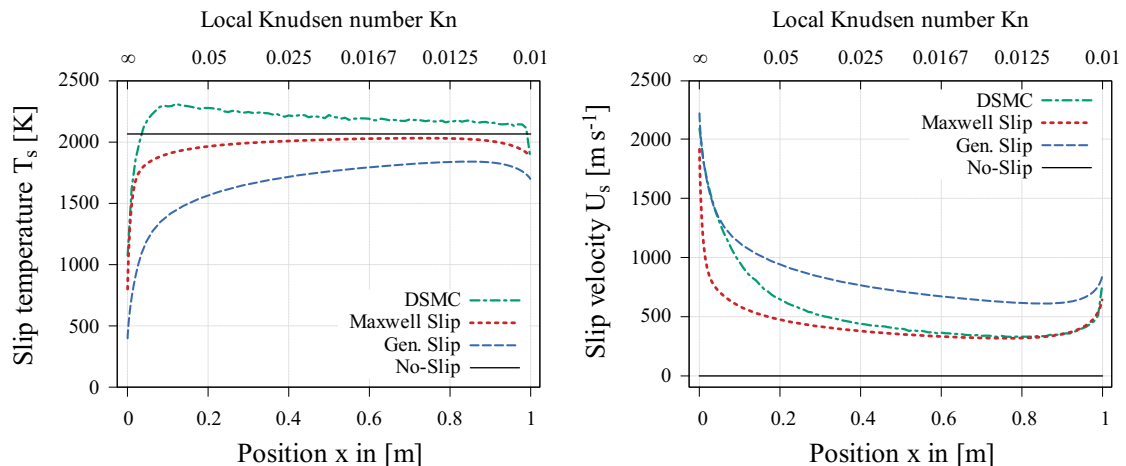 Local Knudsen number Kn
∞ 0.05 0.025 0.0167 0.0125 0.01
2500
2000
1500
1000
500
0
Slip temperature T_s [K]
DSMC
Maxwell Slip
Gen. Slip
No-Slip
0 0.2 0.4 0.6 0.8 1
Position x in [m]
Local Knudsen number Kn
∞ 0.05 0.025 0.0167 0.0125 0.01
2500
2000
1500
1000
500
0
Slip velocity U_s [m s⁻¹]
DSMC
Maxwell Slip
Gen. Slip
No-Slip
0 0.2 0.4 0.6 0.8 1
Position x in [m]